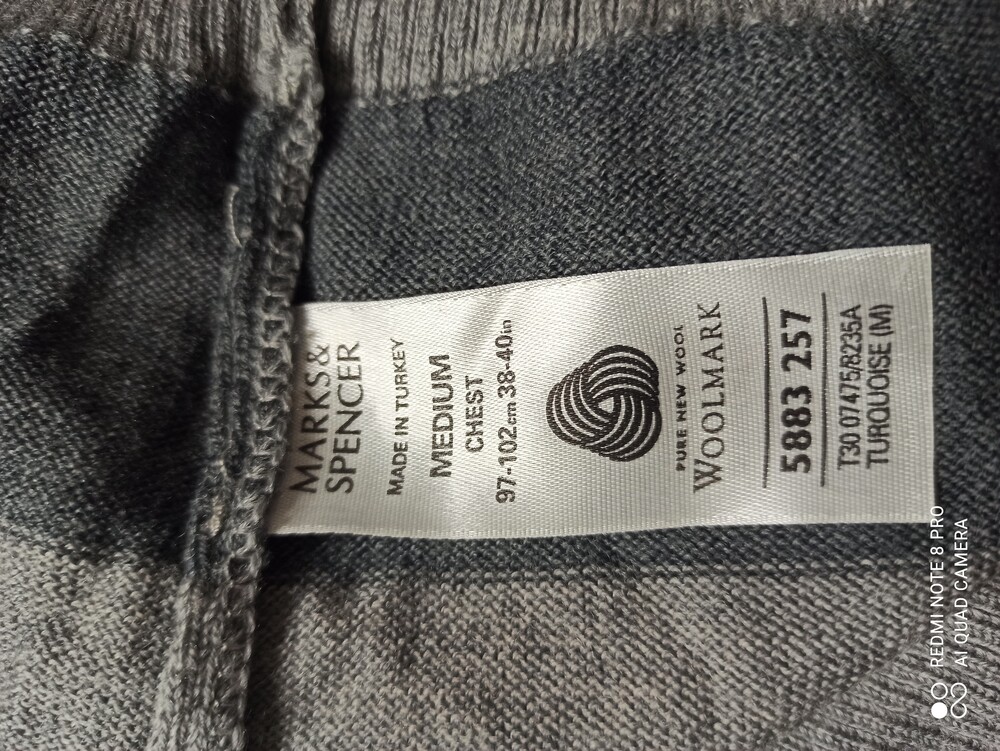 MARKS&
SPENCER
MADE IN TURKEY
MEDIUM
CHEST
97-102cm 38-40in
PURE NEW WOOL
WOOLMARK
5883 257
T30 07475/8235A
TURQUOISE (M)
REDMI NOTE 8 PRO
AI QUAD CAMERA